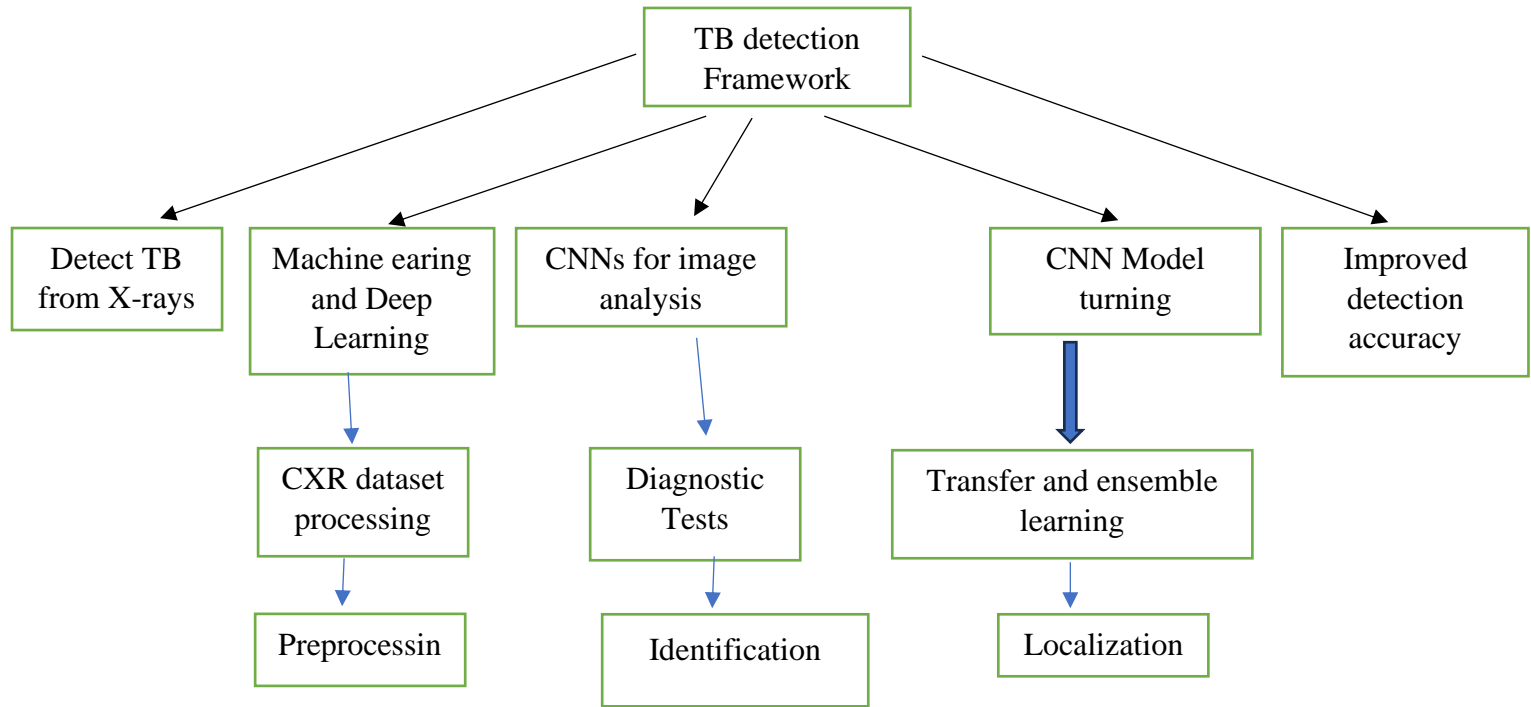 TB detection
Framework
Detect TB
from X-rays
Machine earing
and Deep
Learning
CNNs for image
analysis
CNN Model
turning
Improved
detection
accuracy
CXR dataset
processing
Diagnostic
Tests
Transfer and ensemble
learning
Preprocessin
Identification
Localization